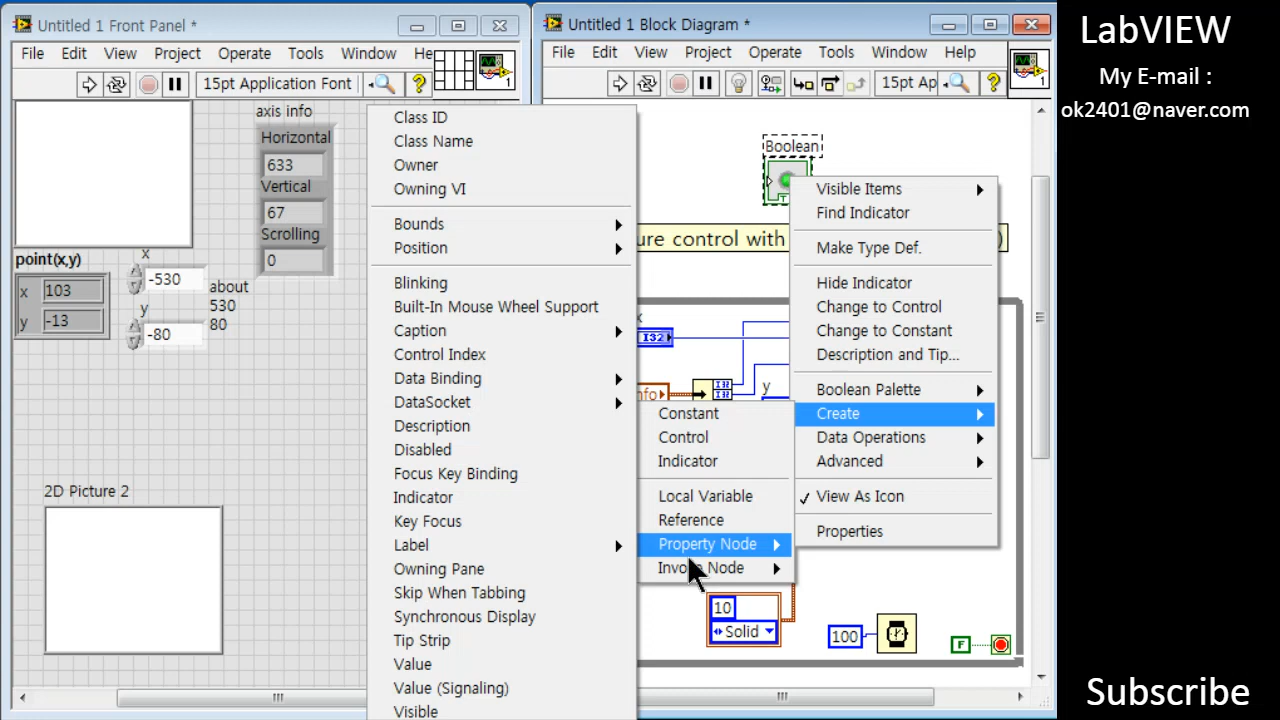 Untitled 1 Front Panel *
File Edit View Project Operate Tools Window He
15pt Application Font
1
axis info
Horizontal
633
Vertical
67
Scrolling
0
point(x,y)
x 103
y -13
x
-530
y
-80
about
530
80
2D Picture 2
Class ID
Class Name
Owner
Owning VI
Bounds
Position
Blinking
Built-In Mouse Wheel Support
Caption
Control Index
Data Binding
DataSocket
Description
Disabled
Focus Key Binding
Indicator
Key Focus
Label
Owning Pane
Skip When Tabbing
Synchronous Display
Tip Strip
Value
Value (Signaling)
Visible
Untitled 1 Block Diagram *
File Edit View Project Operate Tools Window Help
15pt Ap
1
Boolean
ure control with
)
x
I32
nfo
I32
I32
y
Constant
Control
Indicator
Local Variable
Reference
Property Node
Invoke Node
10
Solid
100
F
Visible Items
Find Indicator
Make Type Def.
Hide Indicator
Change to Control
Change to Constant
Description and Tip...
Boolean Palette
Create
Data Operations
Advanced
View As Icon
Properties
LabVIEW
My E-mail :
ok2401@naver.com
Subscribe